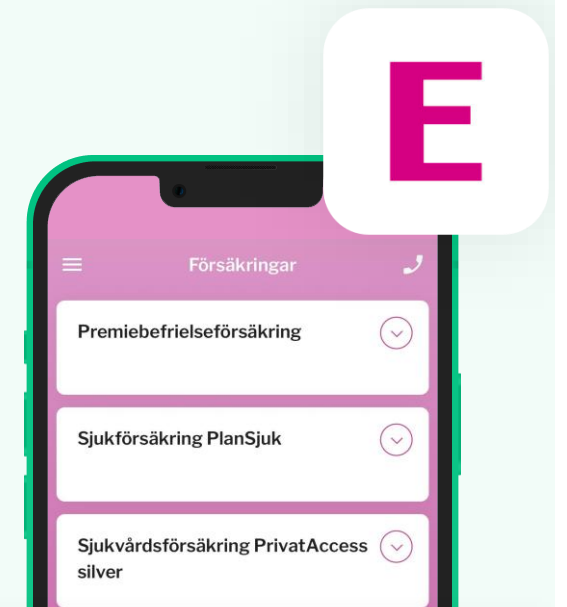 E
Försäkringar
Premiebefrielseförsäkring
Sjukförsäkring PlanSjuk
Sjukvårdsförsäkring PrivatAccess
silver